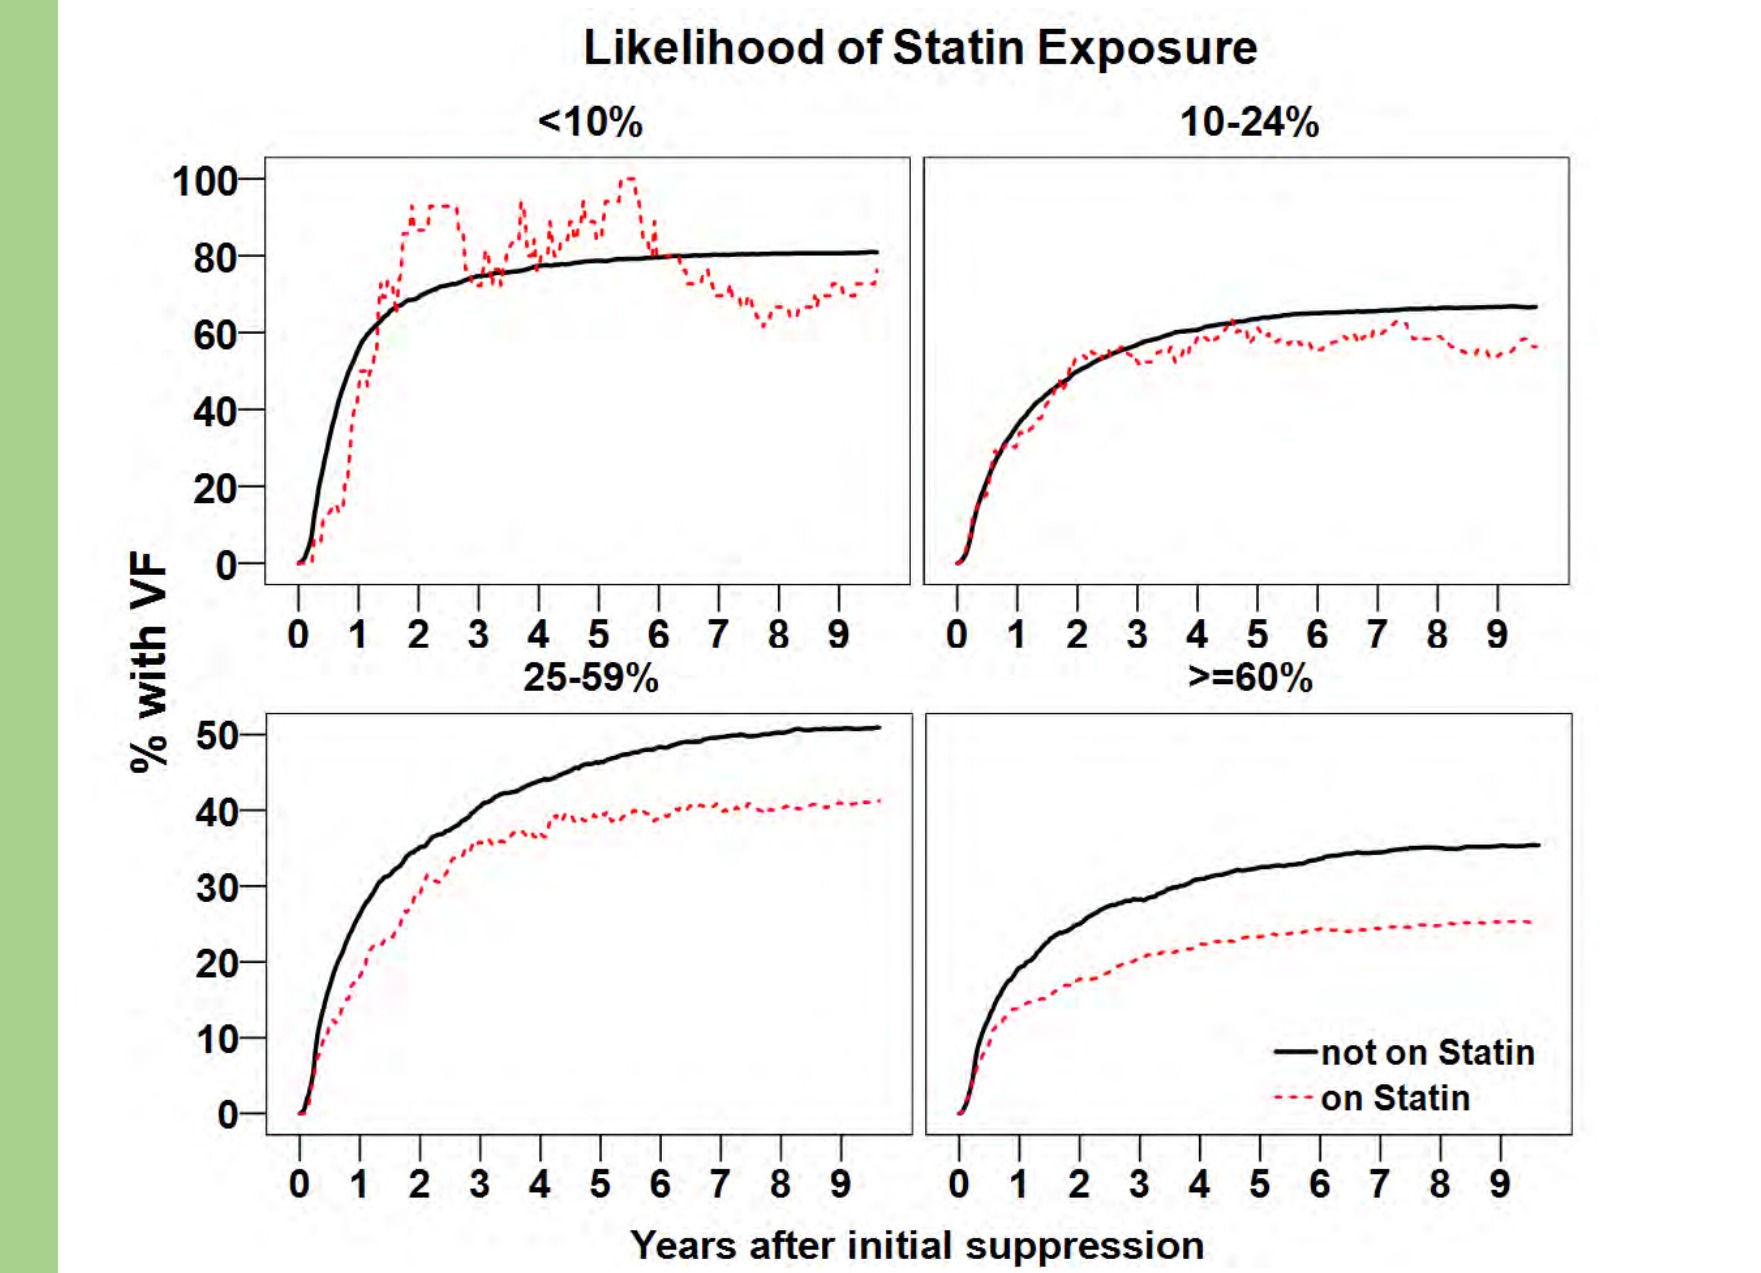 Likelihood of Statin Exposure
<10%
10-24%
100
80
60
40
20
0
0 1 2 3 4 5 6 7 8 9
0 1 2 3 4 5 6 7 8 9
% with VF
25-59%
>=60%
50
40
30
20
10
0
not on Statin
on Statin
0 1 2 3 4 5 6 7 8 9
0 1 2 3 4 5 6 7 8 9
Years after initial suppression